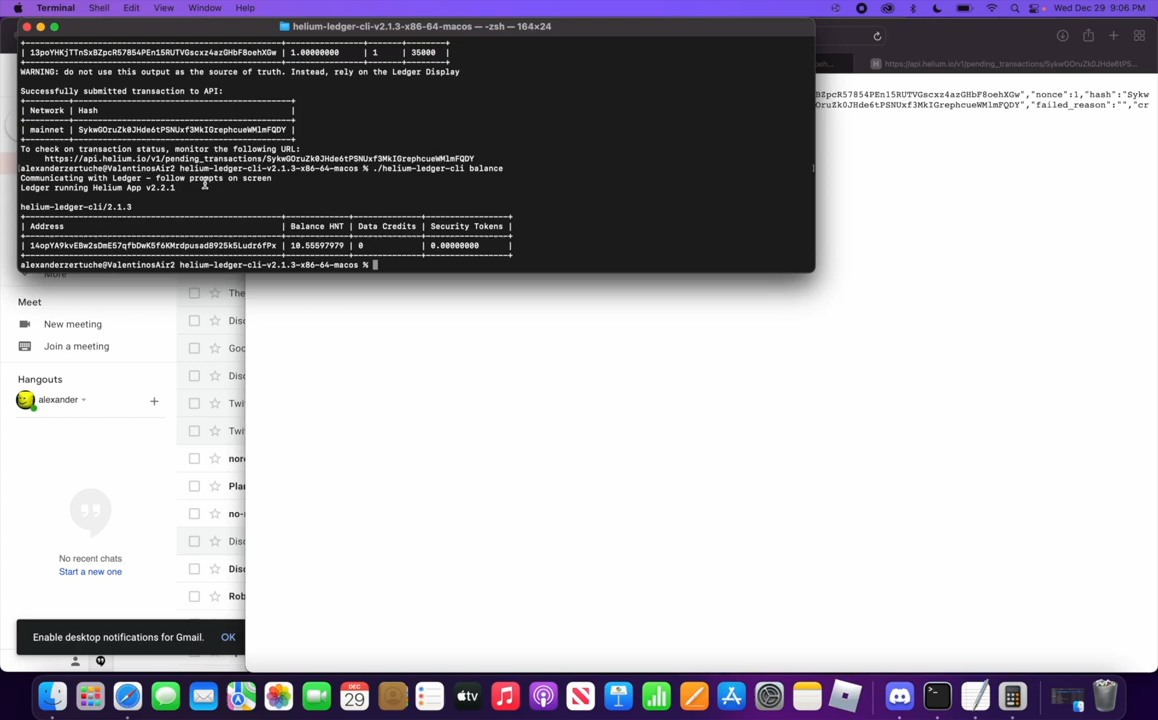 Terminal Shell Edit View Window Help Wed Dec 29 9:06 PM
helium-ledger-cli-v2.1.3-x86-64-macos — -zsh — 164×24
| 13poYHKjTTnSxBZpcR57854PEn15RUTVGscxz4azGHbF8oehXGw | 1.00000000 | 1 | 35000 |
WARNING: do not use this output as the source of truth. Instead, rely on the Ledger Display
Successfully submitted transaction to API:
| Network | Hash |
| mainnet | SykwGOruZk0JHde6tPSNUxf3MkIGrephcueWMlmFQDY |
To check on transaction status, monitor the following URL:
https://api.helium.io/v1/pending_transactions/SykwGOruZk0JHde6tPSNUxf3MkIGrephcueWMlmFQDY
[alexanderzertuche@ValentinosAir2 helium-ledger-cli-v2.1.3-x86-64-macos % ./helium-ledger-cli balance ]
Communicating with Ledger - follow prompts on screen
Ledger running Helium App v2.2.1
helium-ledger-cli/2.1.3
| Address | Balance HNT | Data Credits | Security Tokens |
| 14opYA9kvEBw2sDmE57qfbDwK5f6KMrdpusad8925k5Ludr6fPx | 10.55597979 | 0 | 0.00000000 |
alexanderzertuche@ValentinosAir2 helium-ledger-cli-v2.1.3-x86-64-macos %
oeh...
H https://api.helium.io/v1/pending_transactions/SykwGOruZk0JHde6tPS...
BZpcR57854PEn15RUTVGscxz4azGHbF8oehXGw","nonce":1,"hash":"Sykw
OruZk0JHde6tPSNUxf3MkIGrephcueWMlmFQDY","failed_reason":"","cr
More
Meet
New meeting
Join a meeting
Hangouts
alexander
No recent chats
Start a new one
The
Disc
Goo
Disc
Twi
Twi
Plan
no-r
Disc
Disc
Rob
Enable desktop notifications for Gmail. OK
DEC
29
tv